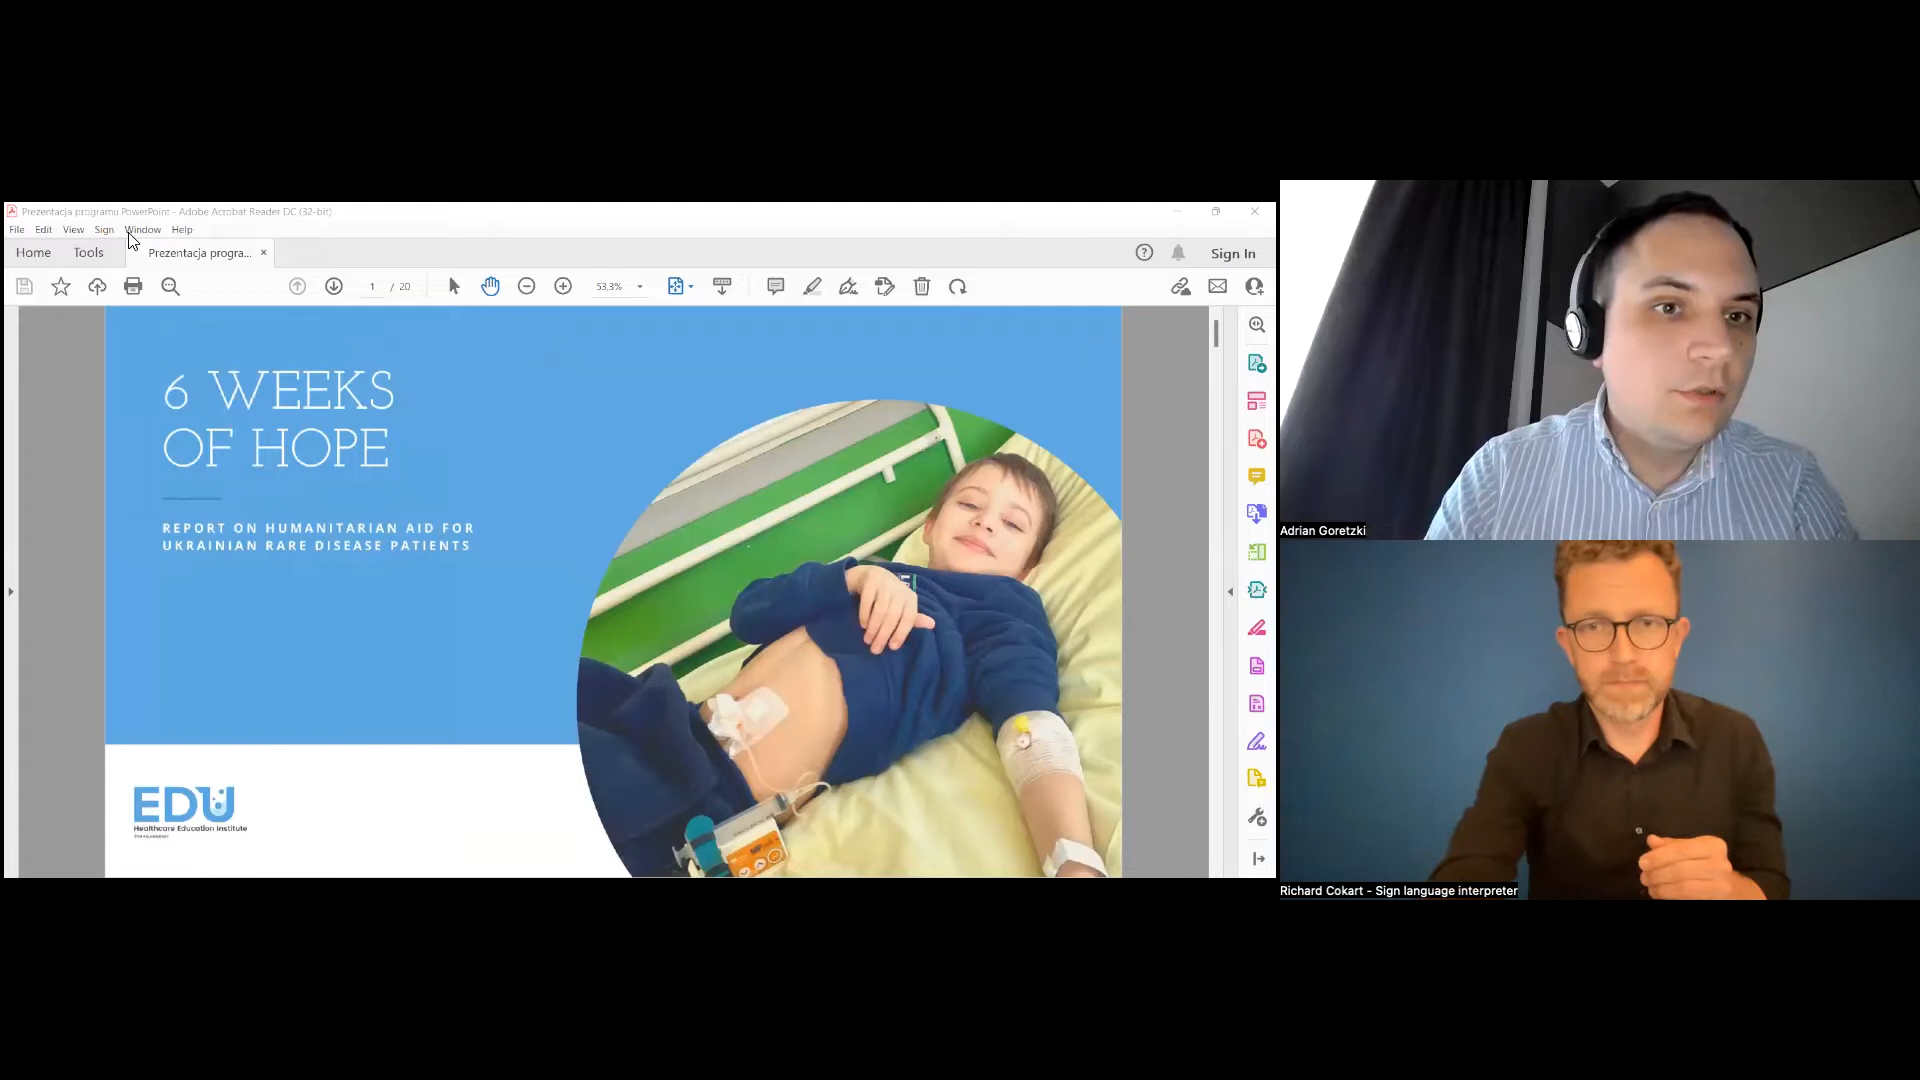 Prezentacja programu PowerPoint - Adobe Acrobat Reader DC (32-bit)
File Edit View Sign Window Help
Home Tools Prezentacja progra... × Sign In
1 / 20 53,3%
6 WEEKS
OF HOPE
REPORT ON HUMANITARIAN AID FOR
UKRAINIAN RARE DISEASE PATIENTS
EDU
Healthcare Education Institute
Adrian Goretzki
Richard Cokart - Sign language interpreter